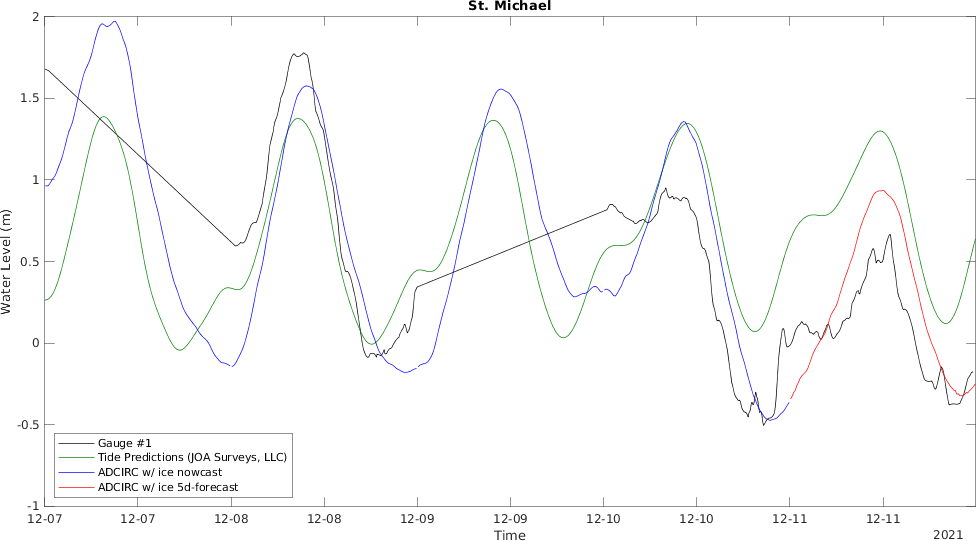 St. Michael
2
1.5
1
0.5
0
-0.5
-1
Water Level (m)
Gauge #1
Tide Predictions (JOA Surveys, LLC)
ADCIRC w/ ice nowcast
ADCIRC w/ ice 5d-forecast
12-07 12-07 12-08 12-08 12-09 12-09 12-10 12-10 12-11 12-11
Time
2021